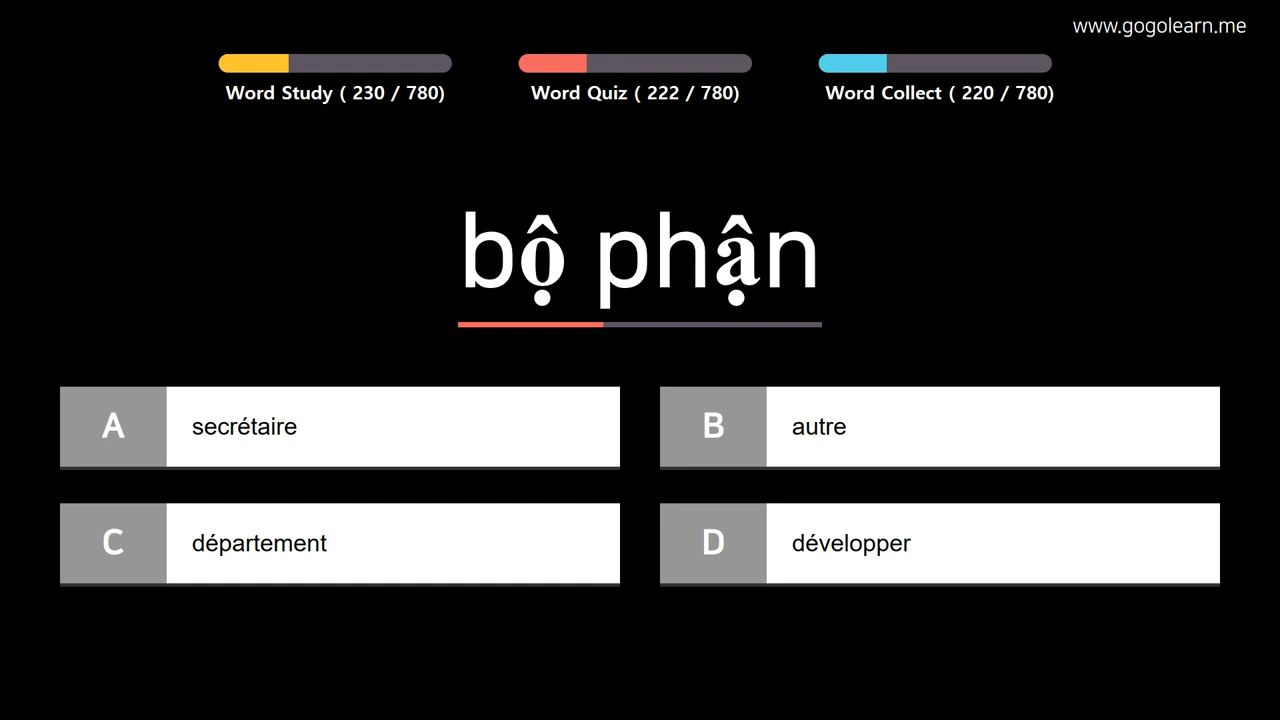 www.gogolearn.me
Word Study ( 230 / 780)
Word Quiz ( 222 / 780)
Word Collect ( 220 / 780)
bộ phận
A secrétaire
B autre
C département
D développer